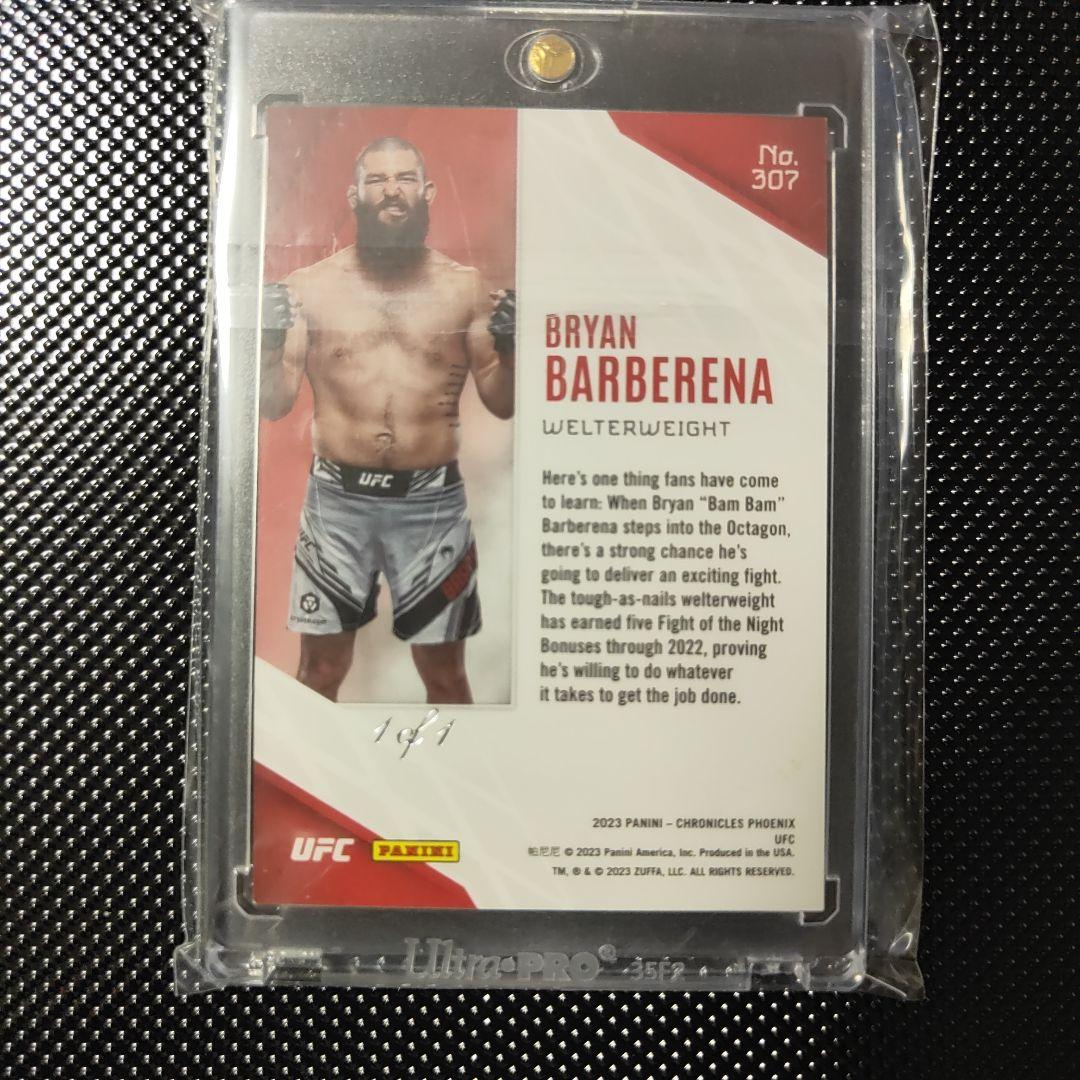 No.
307
BRYAN
BARBERENA
WELTERWEIGHT
Here's one thing fans have come
to learn: When Bryan "Bam Bam"
Barberena steps into the Octagon,
there's a strong chance he's
going to deliver an exciting fight.
The tough-as-nails welterweight
has earned five Fight of the Night
Bonuses through 2022, proving
he's willing to do whatever
it takes to get the job done.
UFC
1 of 1
2023 PANINI – CHRONICLES PHOENIX
UFC
帕尼尼 © 2023 Panini America, Inc. Produced in the USA.
TM, ® & © 2023 ZUFFA, LLC. ALL RIGHTS RESERVED.
UFC PANINI
Ultra•PRO®